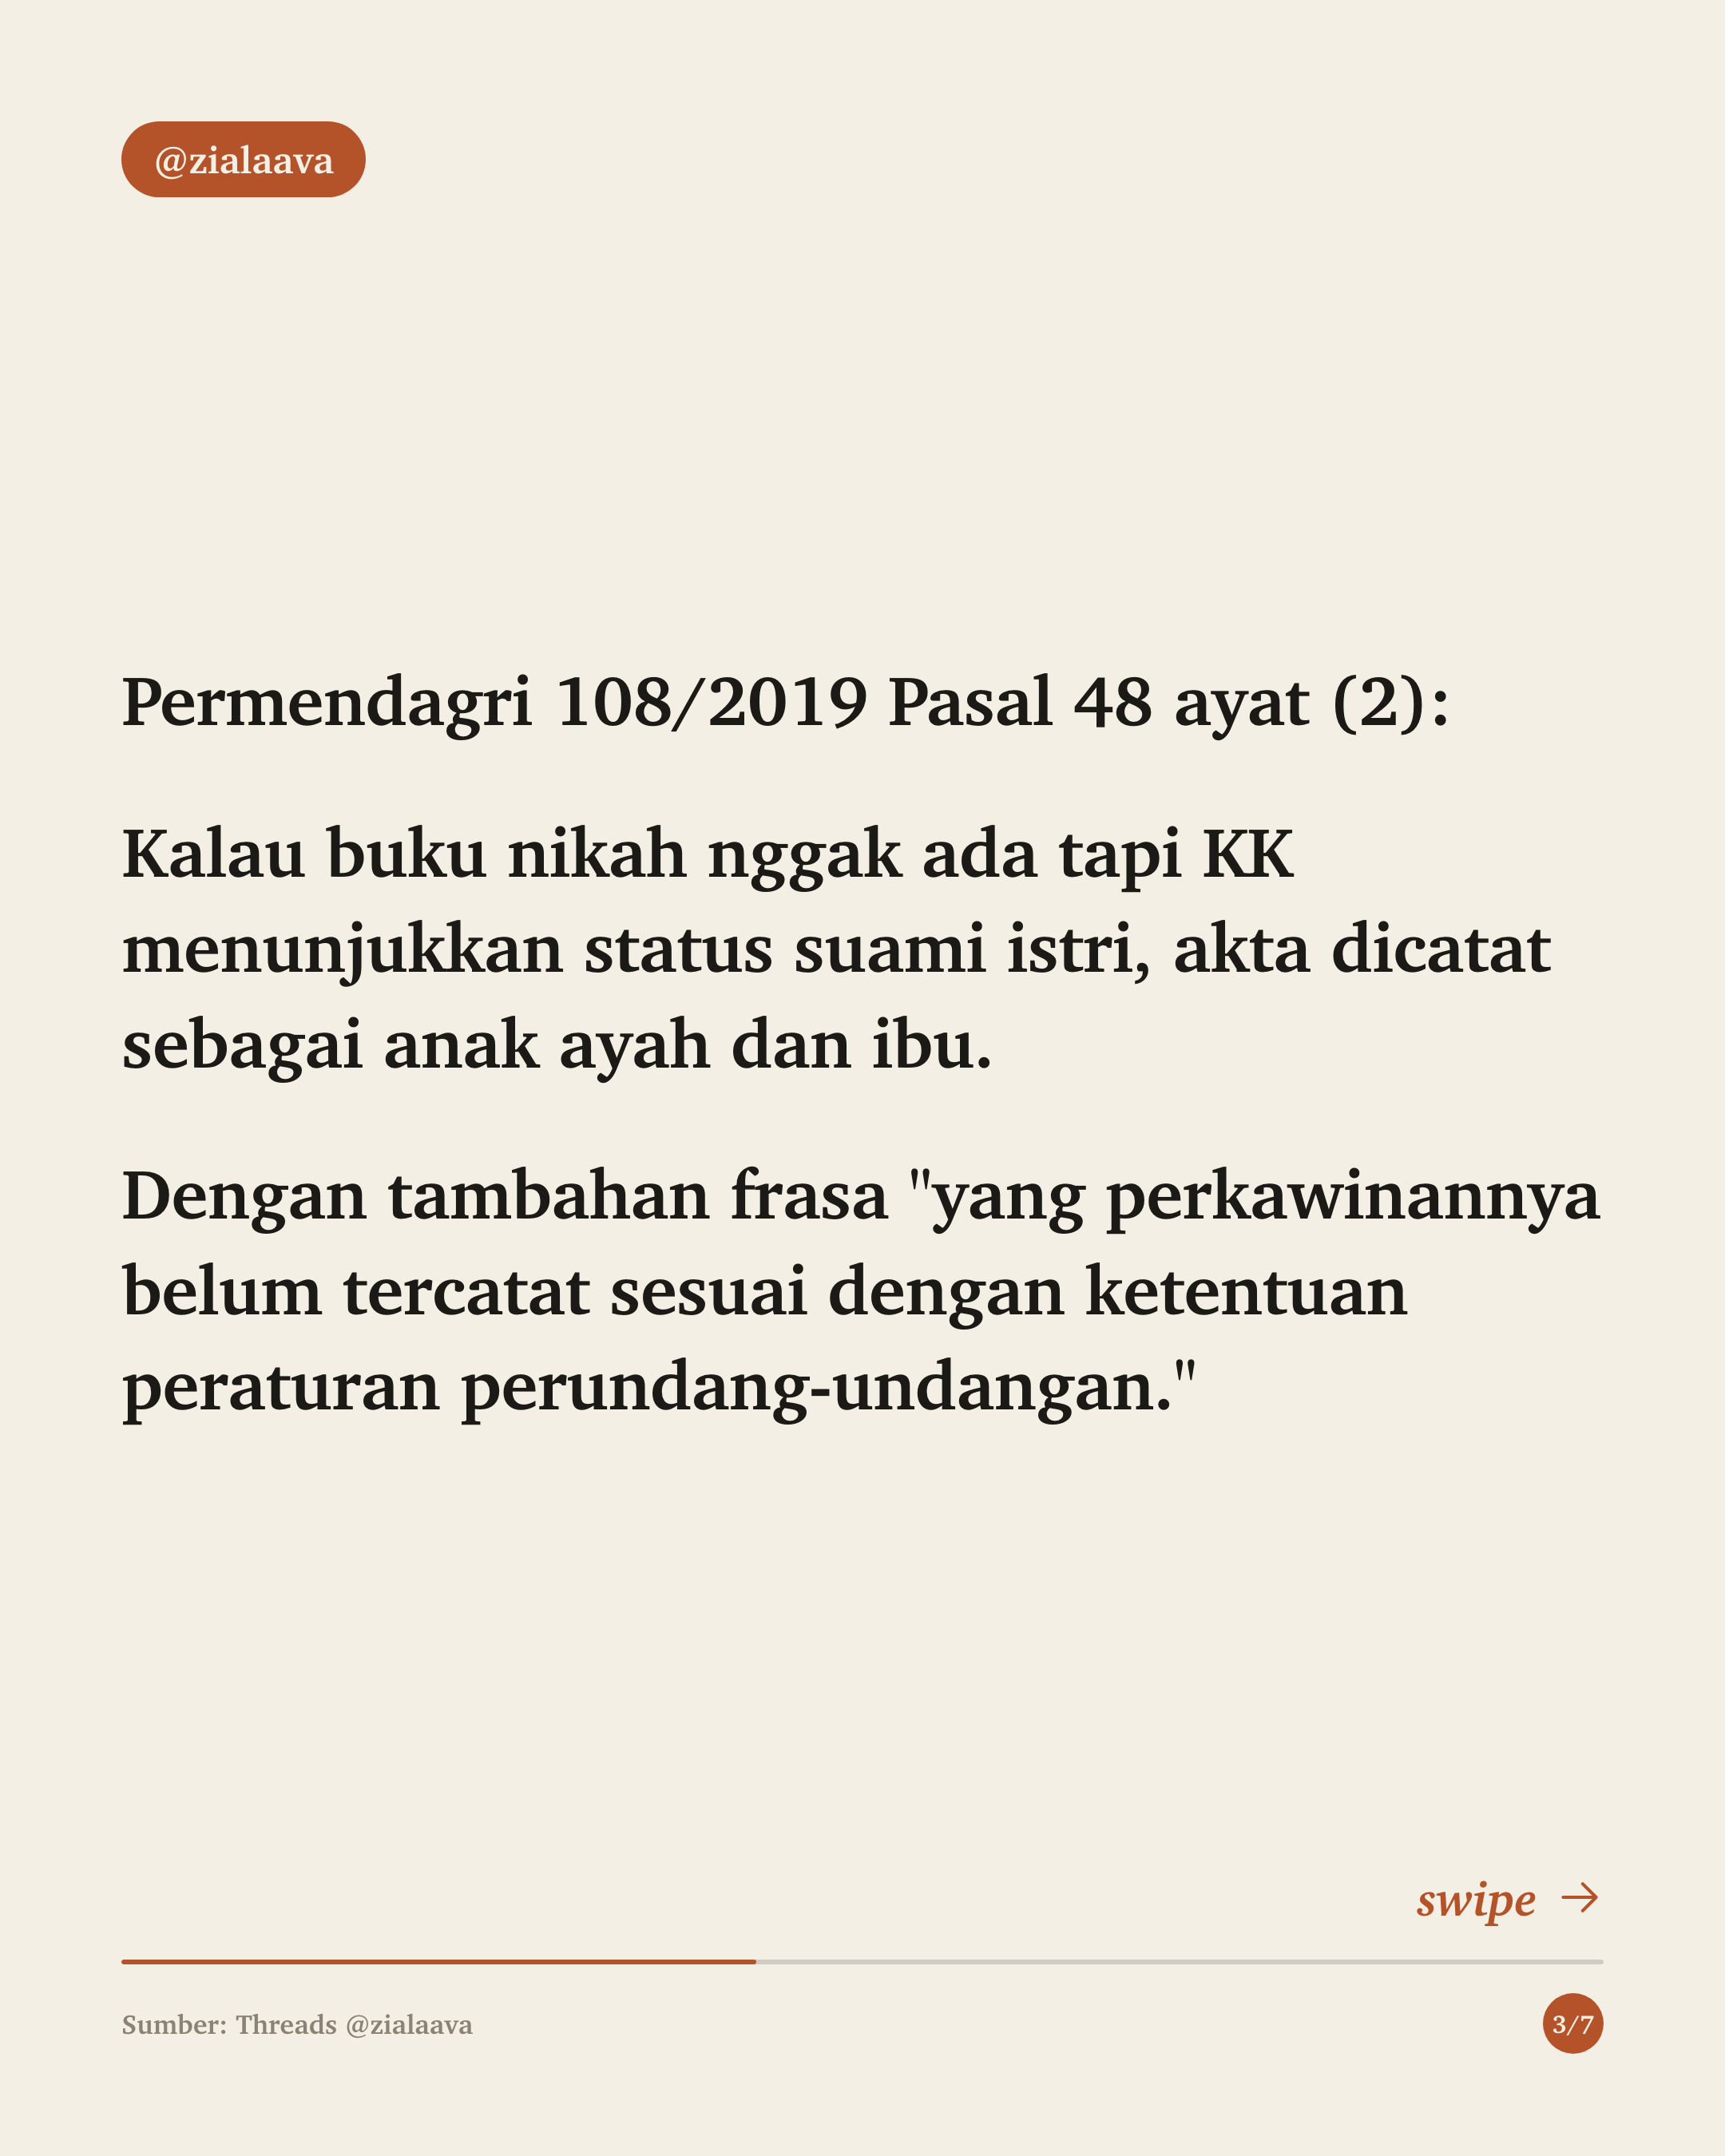 @zialaava
Permendagri 108/2019 Pasal 48 ayat (2):
Kalau buku nikah nggak ada tapi KK
menunjukkan status suami istri, akta dicatat
sebagai anak ayah dan ibu.
Dengan tambahan frasa "yang perkawinannya
belum tercatat sesuai dengan ketentuan
peraturan perundang-undangan."
swipe →
Sumber: Threads @zialaava
3/7